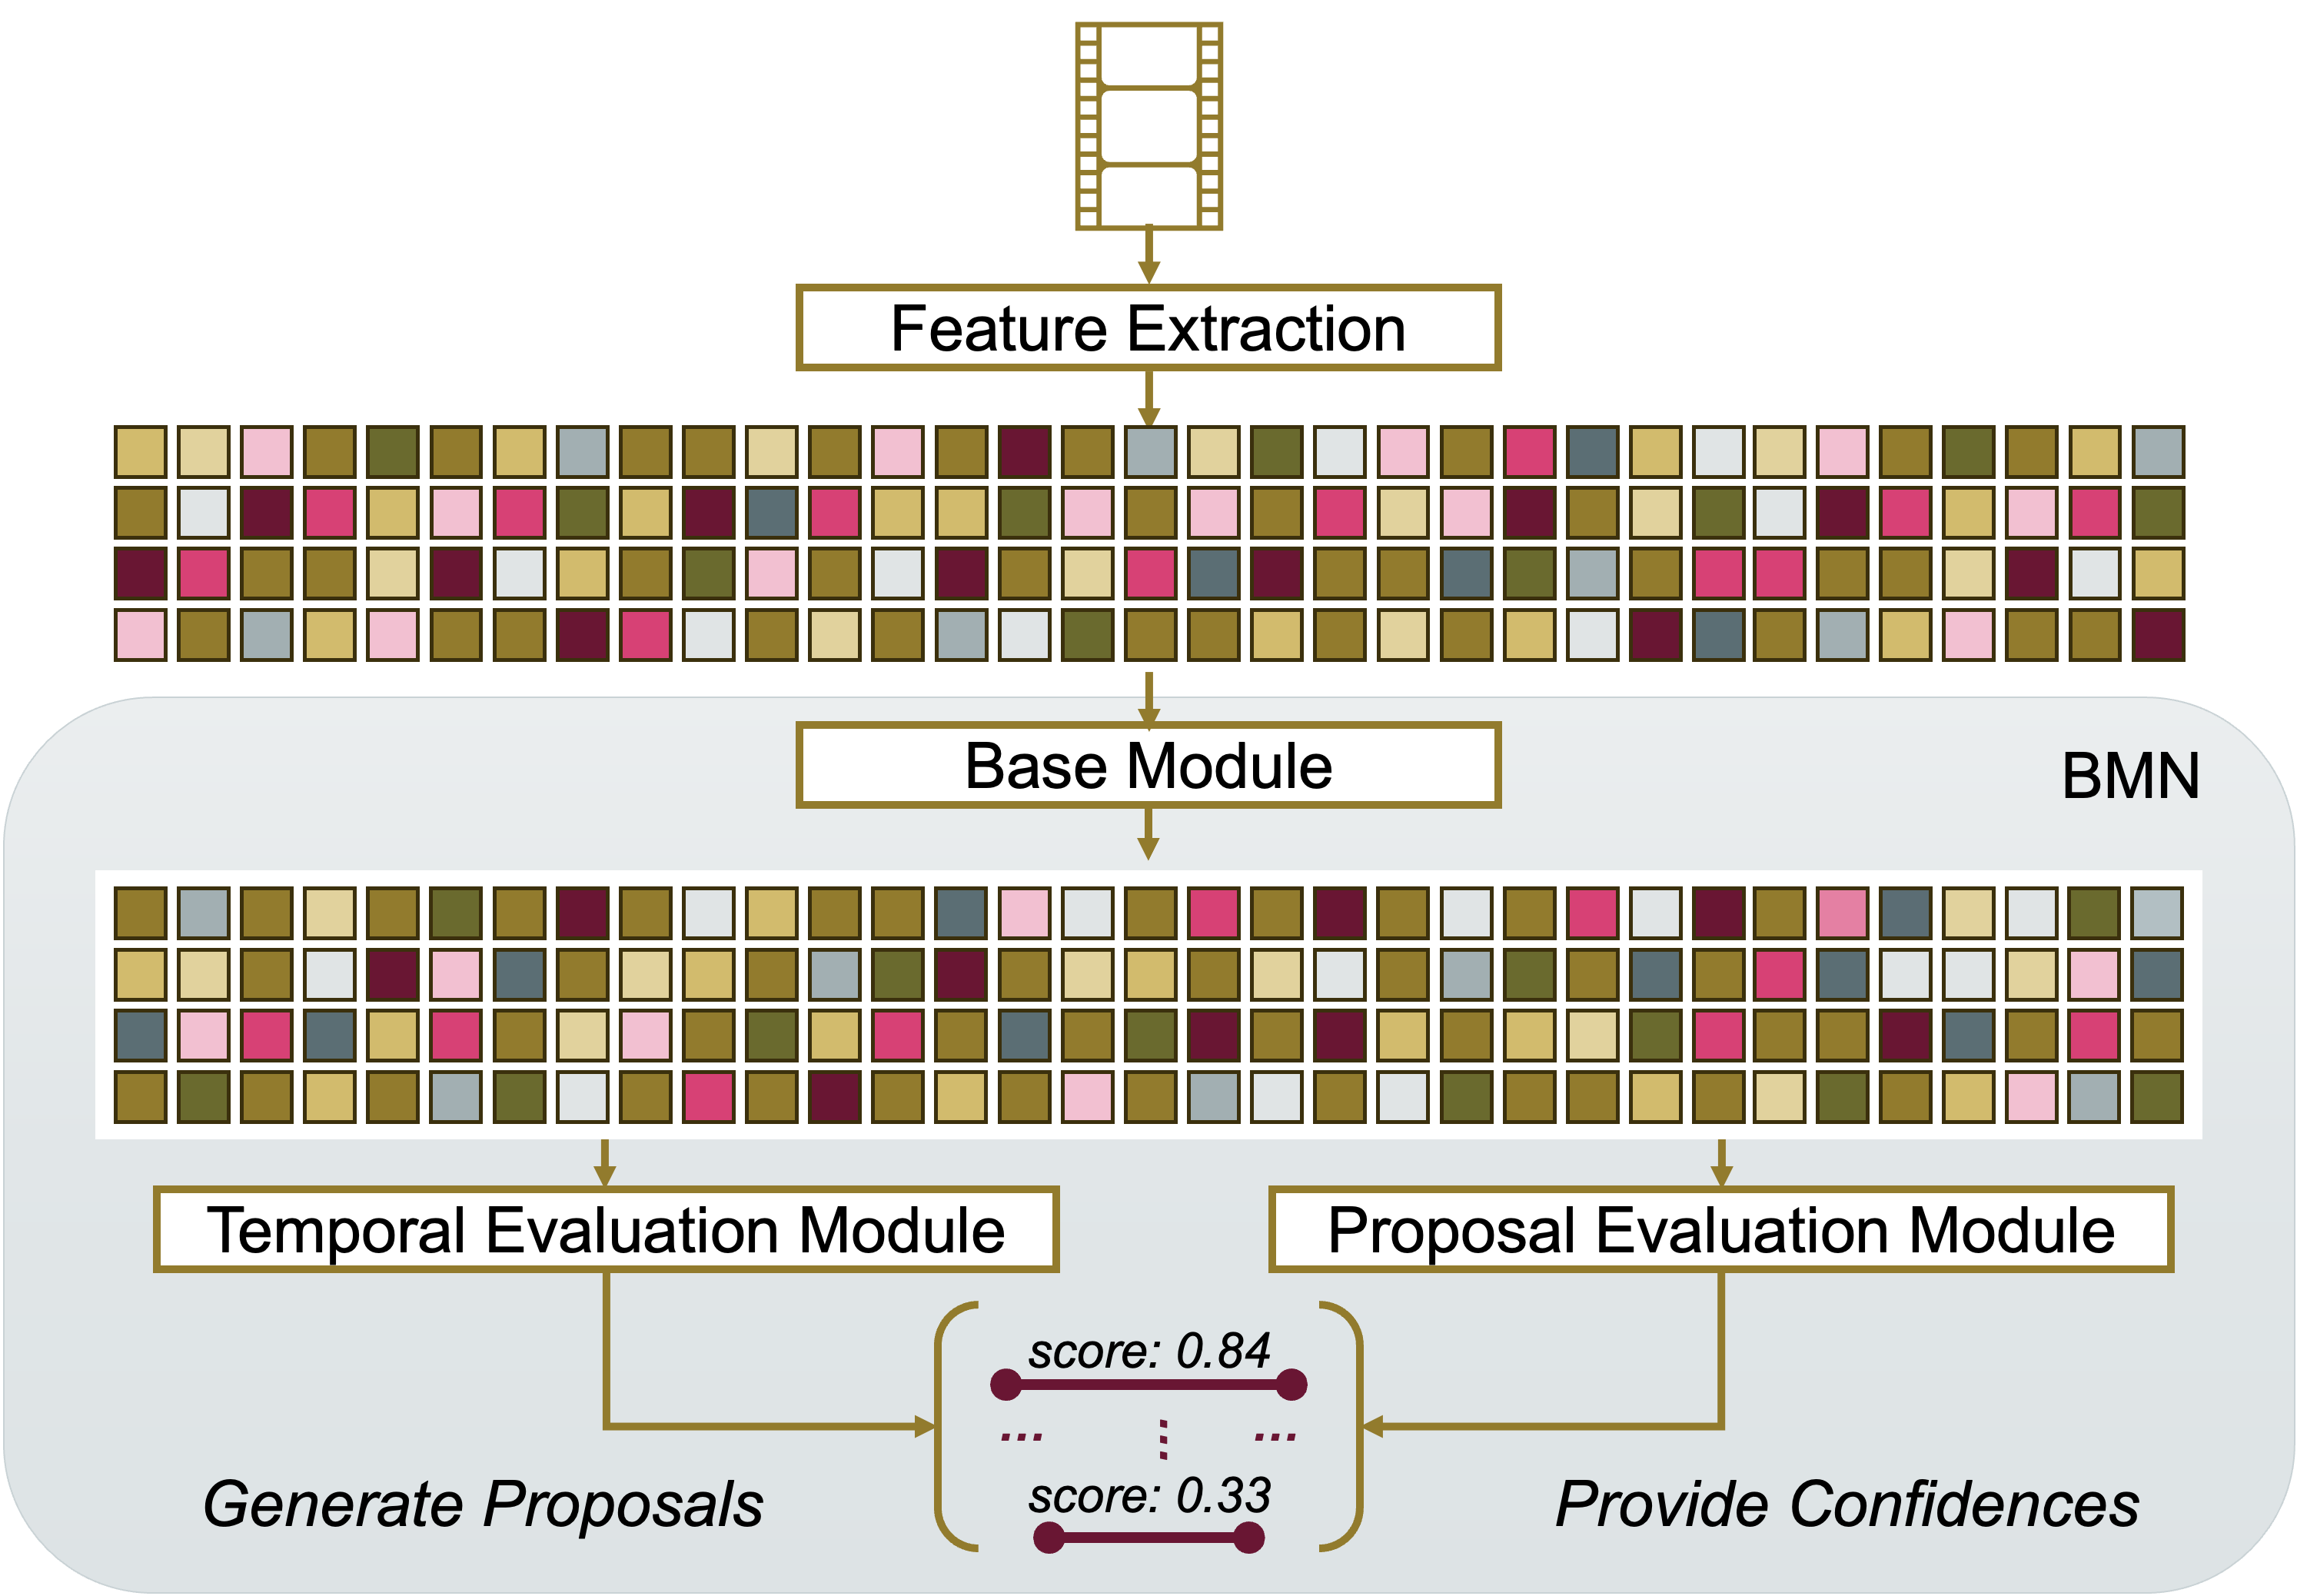 Feature Extraction
Base Module
BMN
Temporal Evaluation Module
Proposal Evaluation Module
score: 0.84
... ... ...
score: 0.33
Generate Proposals
Provide Confidences